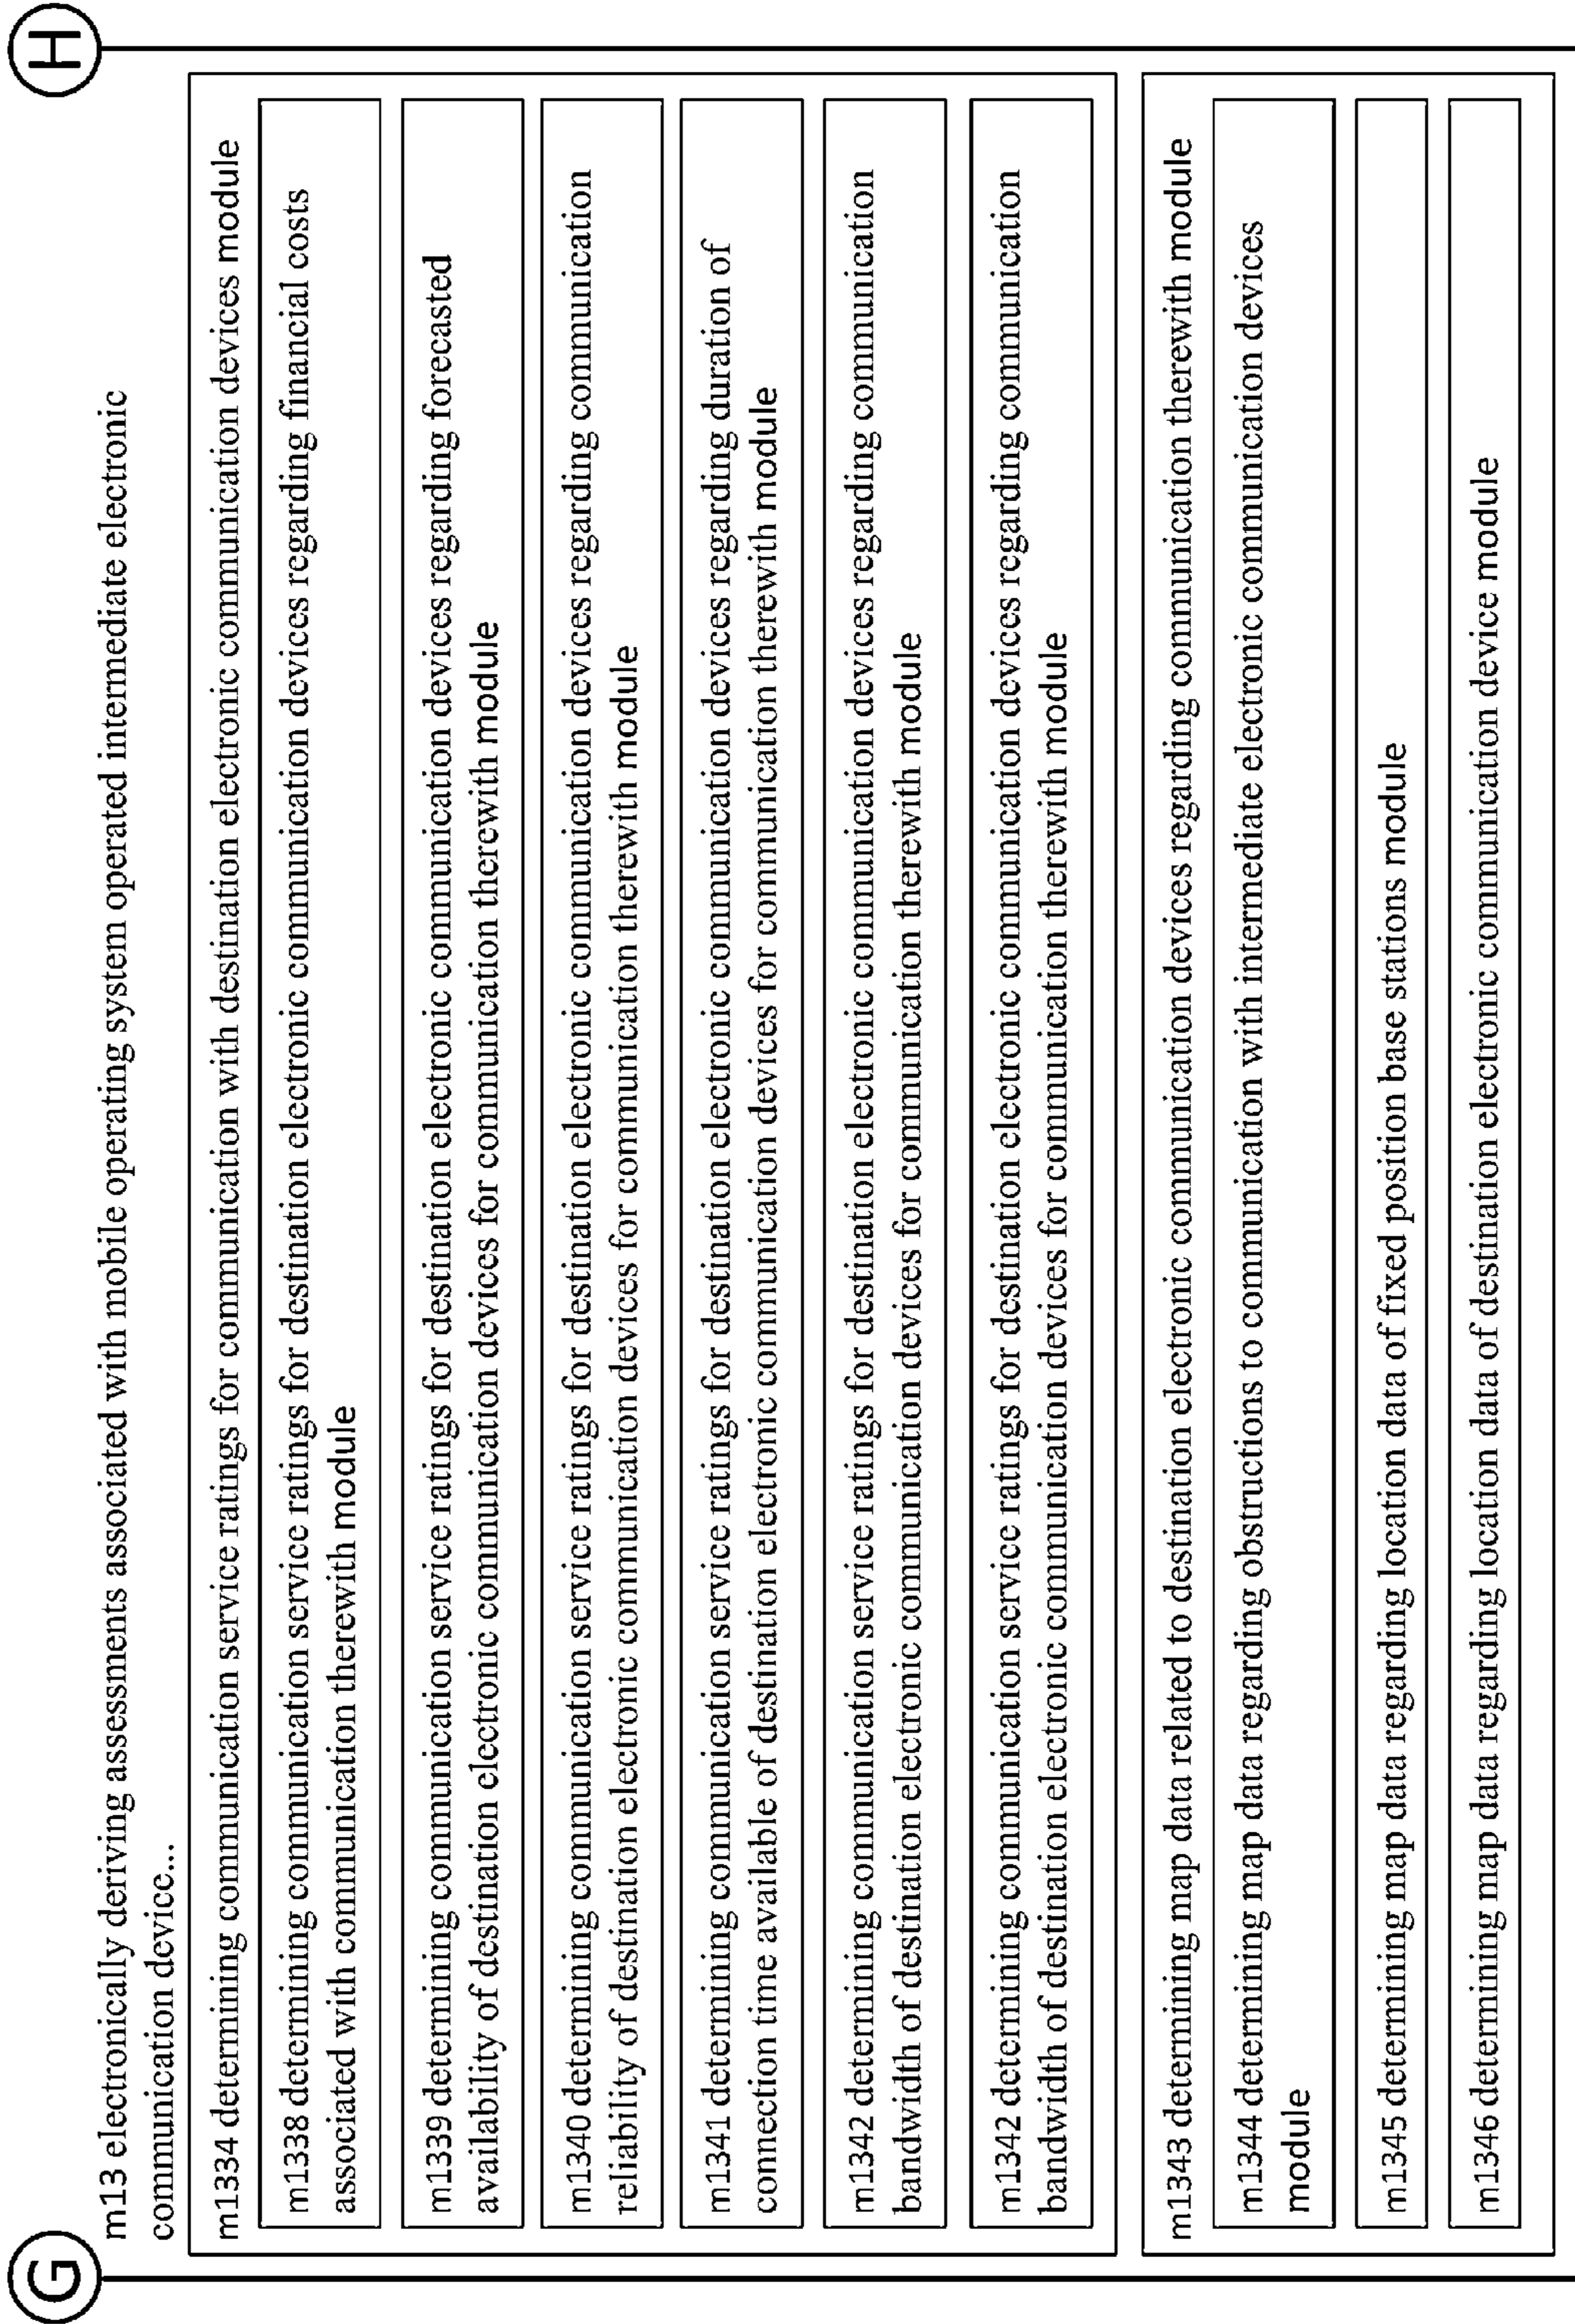 G
H
m13 electronically deriving assessments associated with mobile operating system operated intermediate electronic
communication device...
m1334 determining communication service ratings for communication with destination electronic communication devices module
m1338 determining communication service ratings for destination electronic communication devices regarding financial costs
associated with communication therewith module
m1339 determining communication service ratings for destination electronic communication devices regarding forecasted
availability of destination electronic communication devices for communication therewith module
m1340 determining communication service ratings for destination electronic communication devices regarding communication
reliability of destination electronic communication devices for communication therewith module
m1341 determining communication service ratings for destination electronic communication devices regarding duration of
connection time available of destination electronic communication devices for communication therewith module
m1342 determining communication service ratings for destination electronic communication devices regarding communication
bandwidth of destination electronic communication devices for communication therewith module
m1342 determining communication service ratings for destination electronic communication devices regarding communication
bandwidth of destination electronic communication devices for communication therewith module
m1343 determining map data related to destination electronic communication devices regarding communication therewith module
m1344 determining map data regarding obstructions to communication with intermediate electronic communication devices
module
m1345 determining map data regarding location data of fixed position base stations module
m1346 determining map data regarding location data of destination electronic communication device module